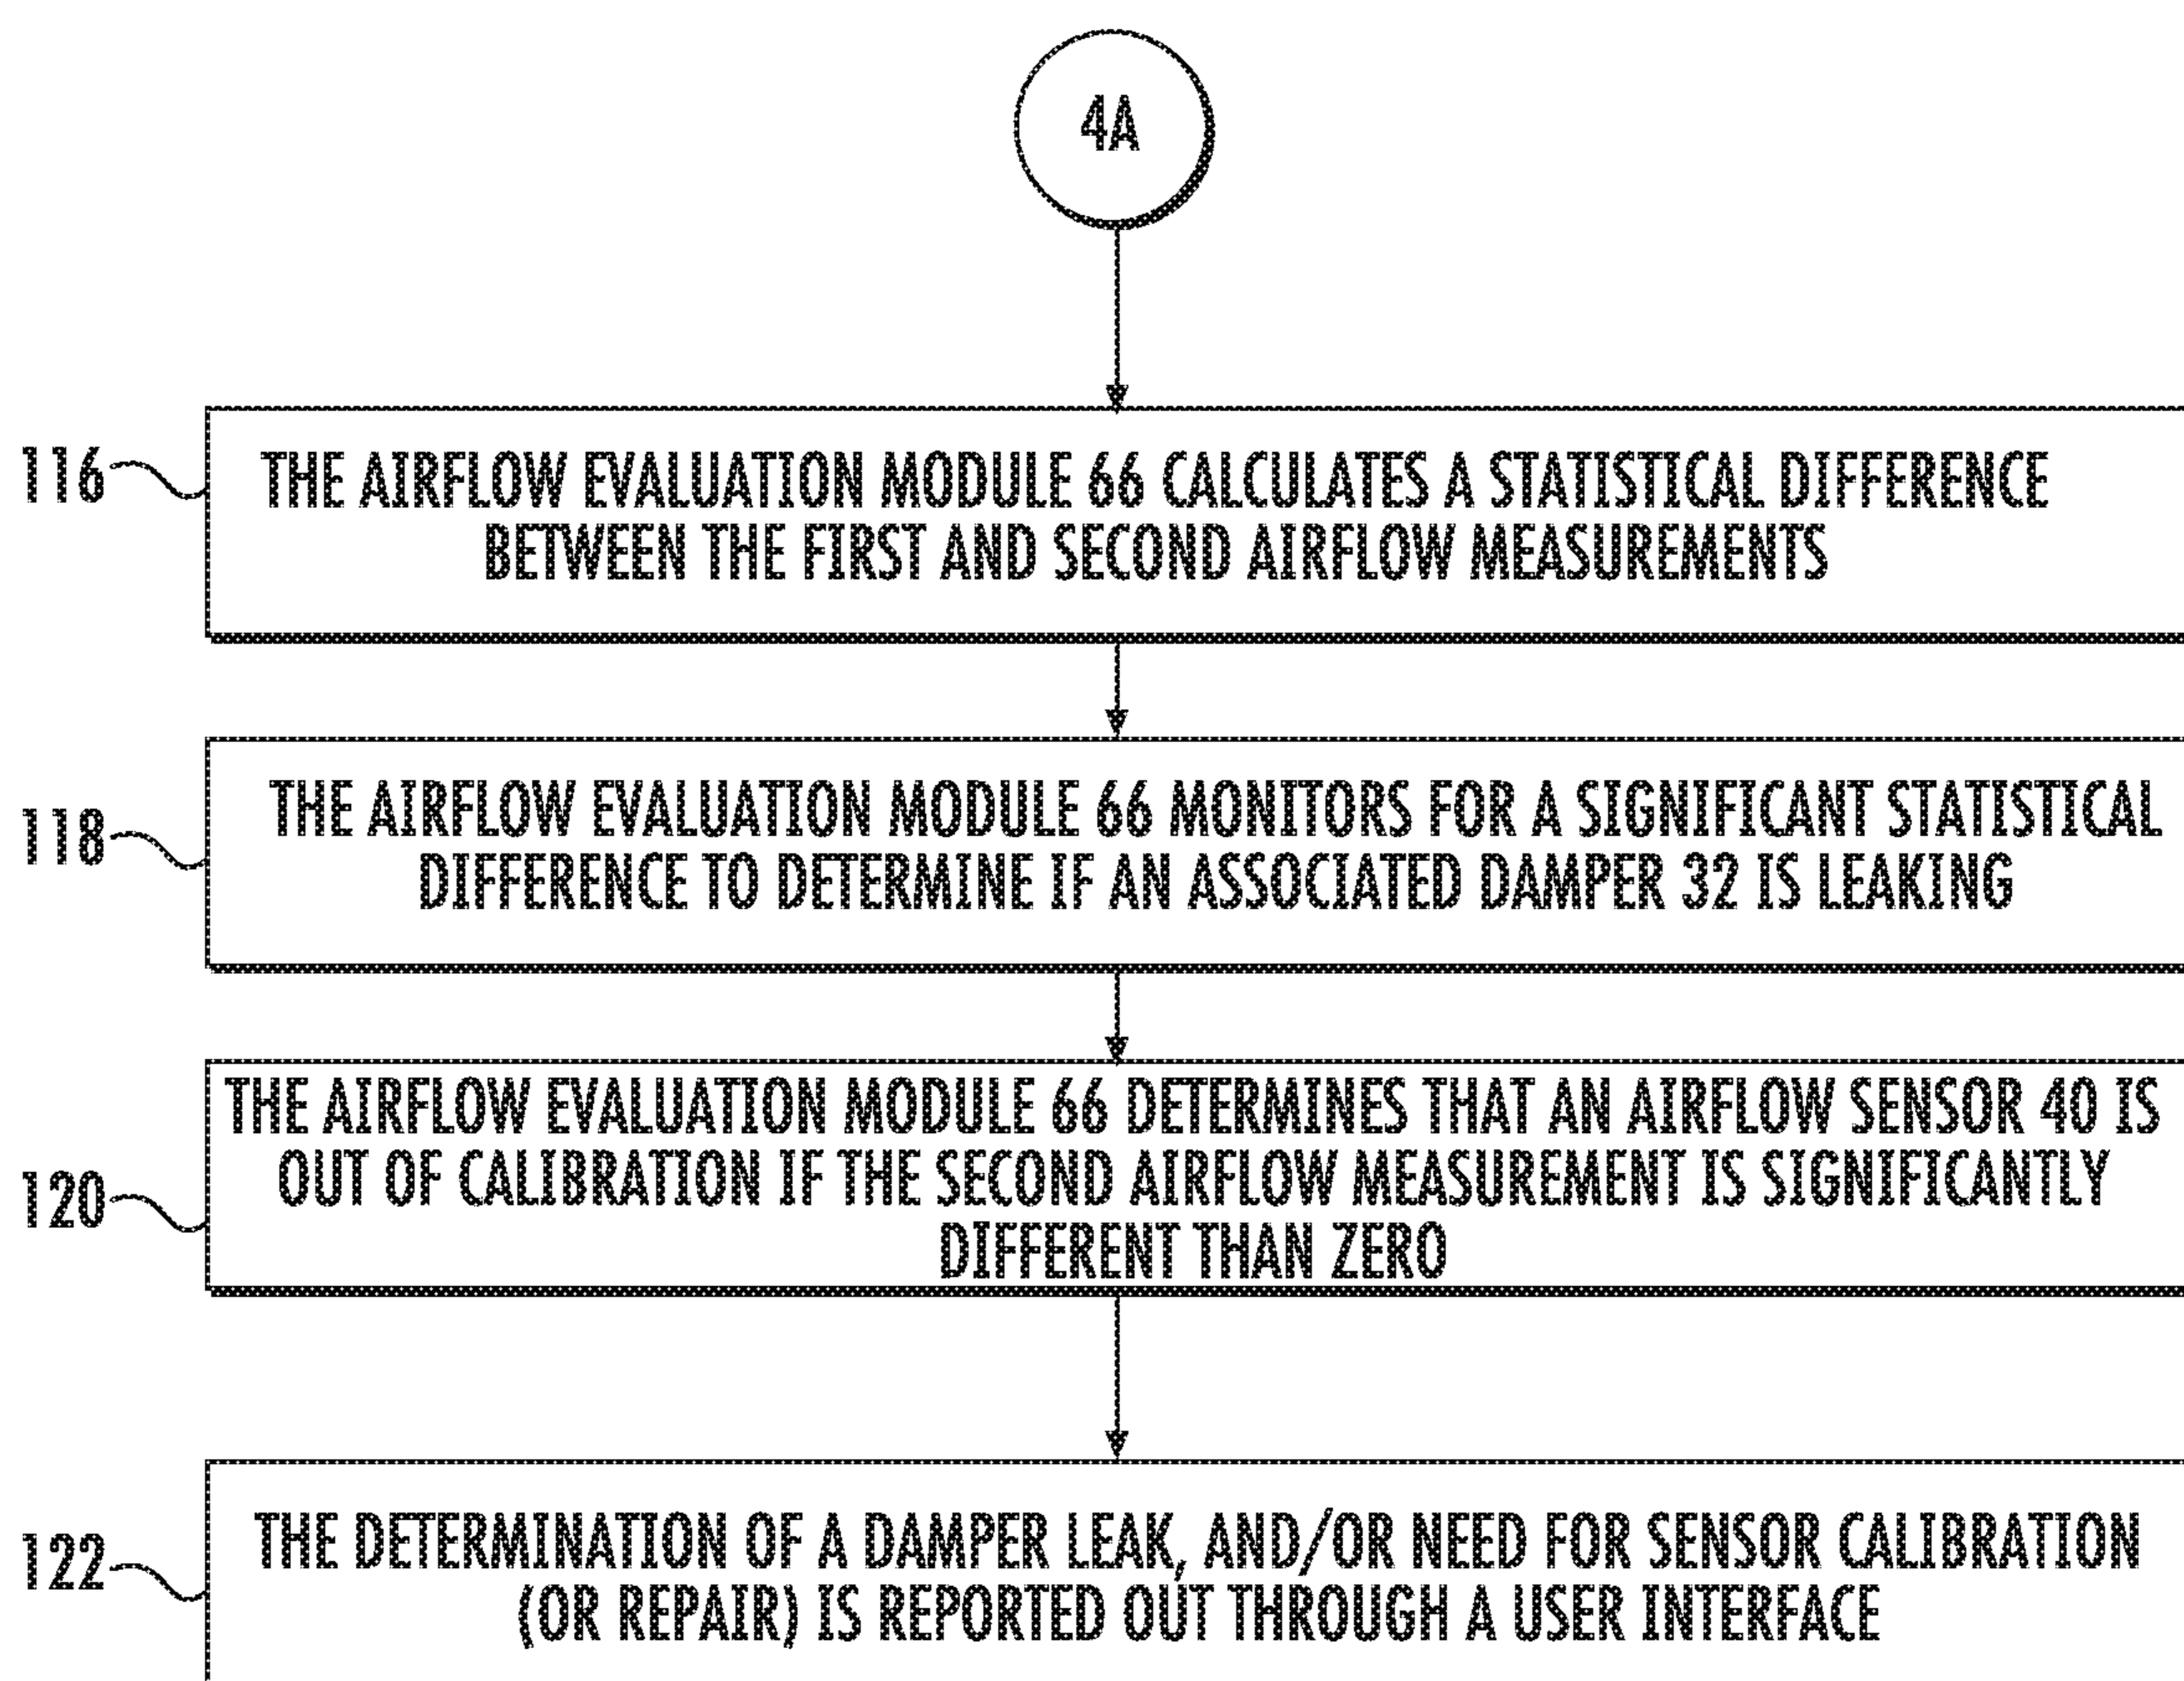 4A
116
THE AIRFLOW EVALUATION MODULE 66 CALCULATES A STATISTICAL DIFFERENCE
BETWEEN THE FIRST AND SECOND AIRFLOW MEASUREMENTS
118
THE AIRFLOW EVALUATION MODULE 66 MONITORS FOR A SIGNIFICANT STATISTICAL
DIFFERENCE TO DETERMINE IF AN ASSOCIATED DAMPER 32 IS LEAKING
120
THE AIRFLOW EVALUATION MODULE 66 DETERMINES THAT AN AIRFLOW SENSOR 40 IS
OUT OF CALIBRATION IF THE SECOND AIRFLOW MEASUREMENT IS SIGNIFICANTLY
DIFFERENT THAN ZERO
122
THE DETERMINATION OF A DAMPER LEAK, AND/OR NEED FOR SENSOR CALIBRATION
(OR REPAIR) IS REPORTED OUT THROUGH A USER INTERFACE